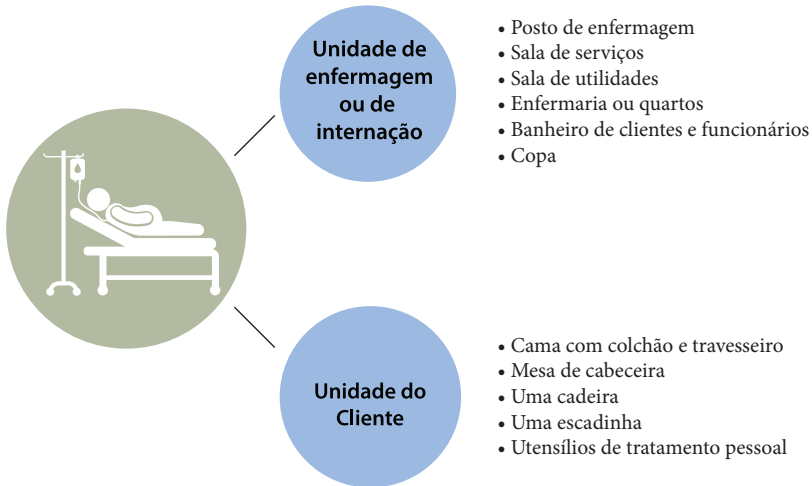 Unidade de
enfermagem
ou de
internação
• Posto de enfermagem
• Sala de serviços
• Sala de utilidades
• Enfermaria ou quartos
• Banheiro de clientes e funcionários
• Copa
Unidade do
Cliente
• Cama com colchão e travesseiro
• Mesa de cabeceira
• Uma cadeira
• Uma escadinha
• Utensílios de tratamento pessoal